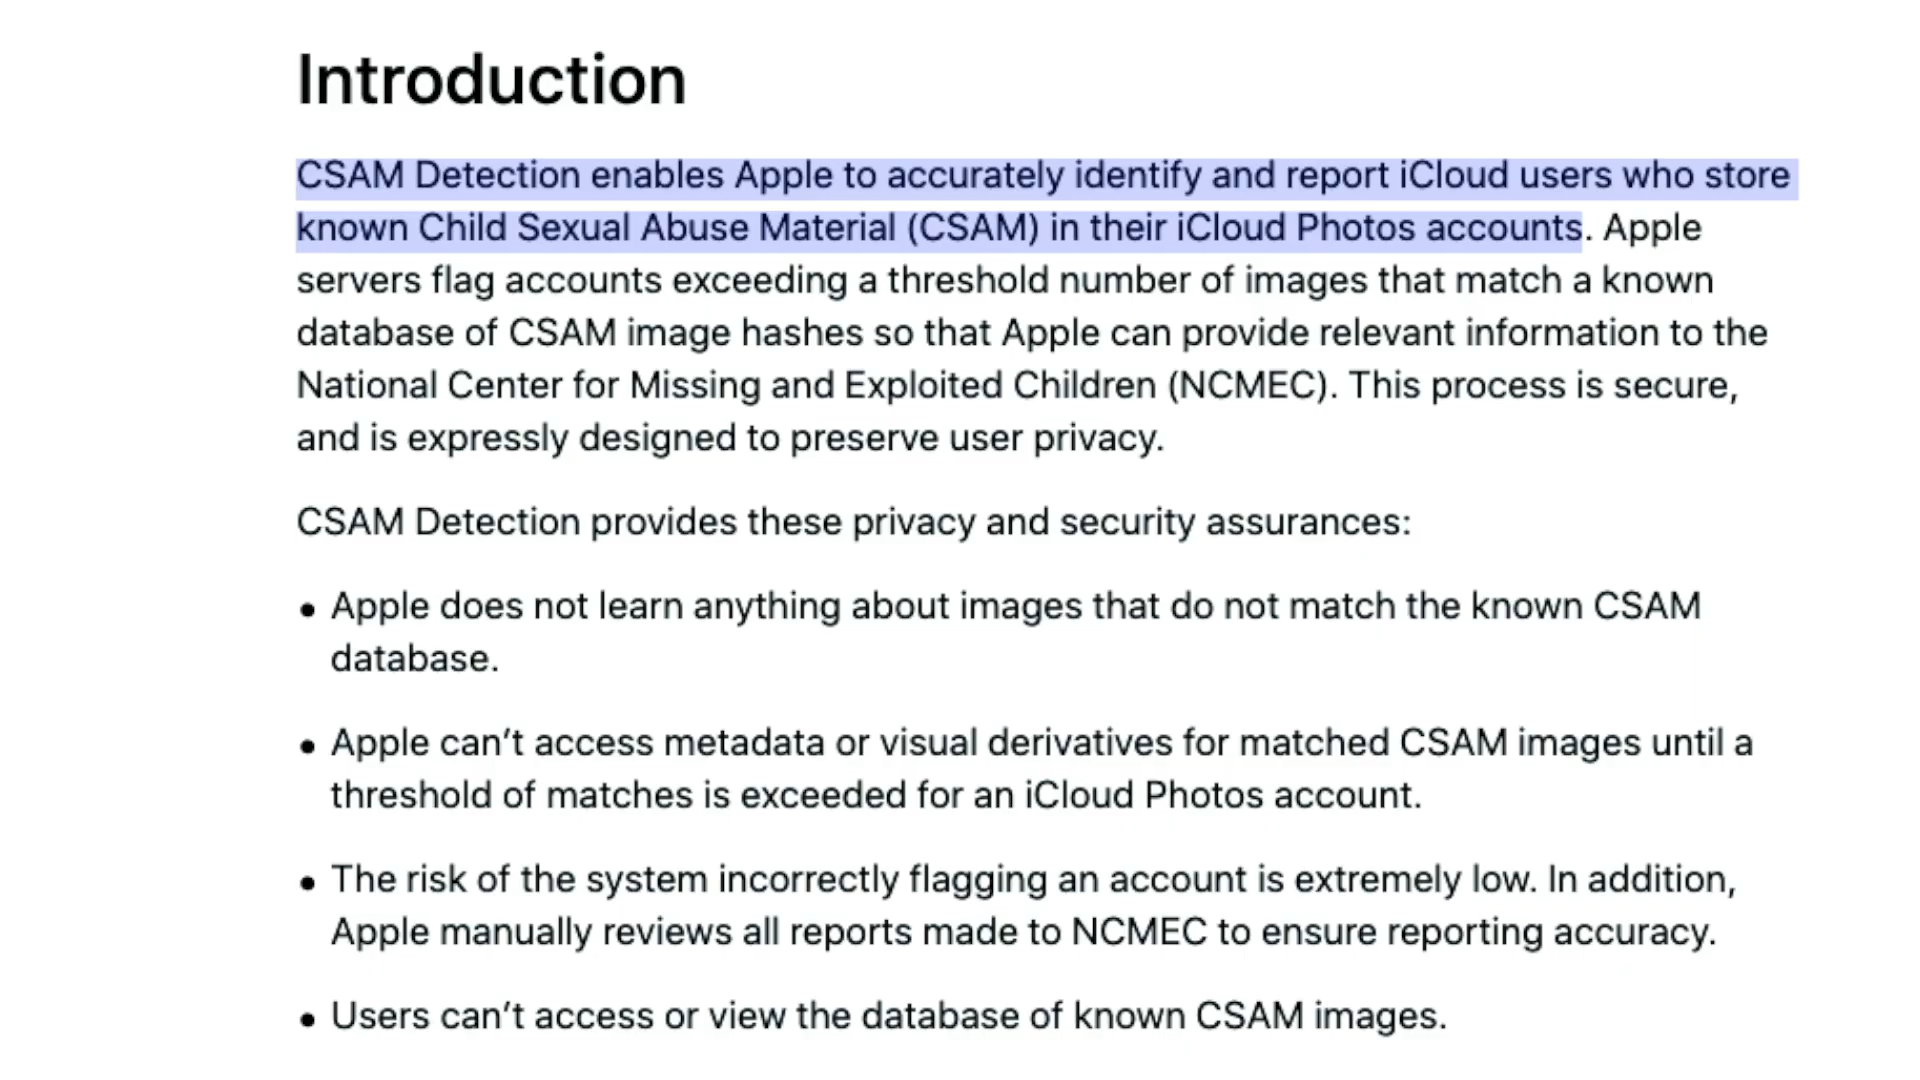 Introduction
CSAM Detection enables Apple to accurately identify and report iCloud users who store
known Child Sexual Abuse Material (CSAM) in their iCloud Photos accounts. Apple
servers flag accounts exceeding a threshold number of images that match a known
database of CSAM image hashes so that Apple can provide relevant information to the
National Center for Missing and Exploited Children (NCMEC). This process is secure,
and is expressly designed to preserve user privacy.
CSAM Detection provides these privacy and security assurances:
• Apple does not learn anything about images that do not match the known CSAM
database.
• Apple can’t access metadata or visual derivatives for matched CSAM images until a
threshold of matches is exceeded for an iCloud Photos account.
• The risk of the system incorrectly flagging an account is extremely low. In addition,
Apple manually reviews all reports made to NCMEC to ensure reporting accuracy.
• Users can’t access or view the database of known CSAM images.